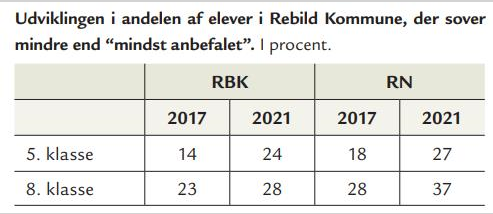 Udviklingen i andelen af elever i Rebild Kommune, der sover
mindre end “mindst anbefalet”. I procent.
RBK RN
2017 2021 2017 2021
5. klasse 14 24 18 27
8. klasse 23 28 28 37